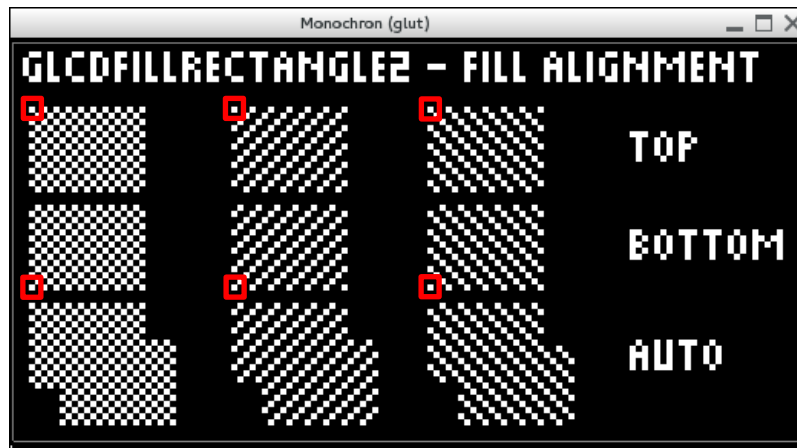 Monochron (glut)
GLCDFILLRECTANGLE2 - FILL ALIGNMENT
TOP
BOTTOM
AUTO